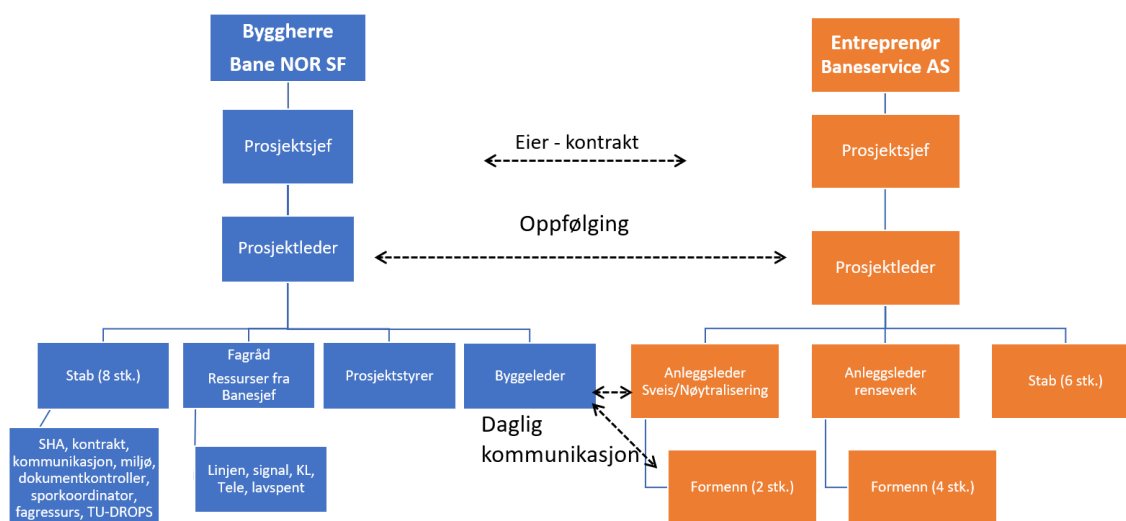 Byggherre
Bane NOR SF
Entreprenør
Baneservice AS
Prosjektsjef
Eier - kontrakt
Prosjektsjef
Prosjektleder
Oppfølging
Prosjektleder
Stab (8 stk.)
Fagråd
Ressurser fra
Banesjef
Prosjektstyrer
Byggeleder
Anleggsleder
Sveis/Nøytralisering
Anleggsleder
renseverk
Stab (6 stk.)
Daglig
kommunikasjon
SHA, kontrakt,
kommunikasjon, miljø,
dokumentkontroller,
sporkoordinator,
fagressurs, TU-DROPS
Linjen, signal, KL,
Tele, lavspent
Formenn (2 stk.)
Formenn (4 stk.)